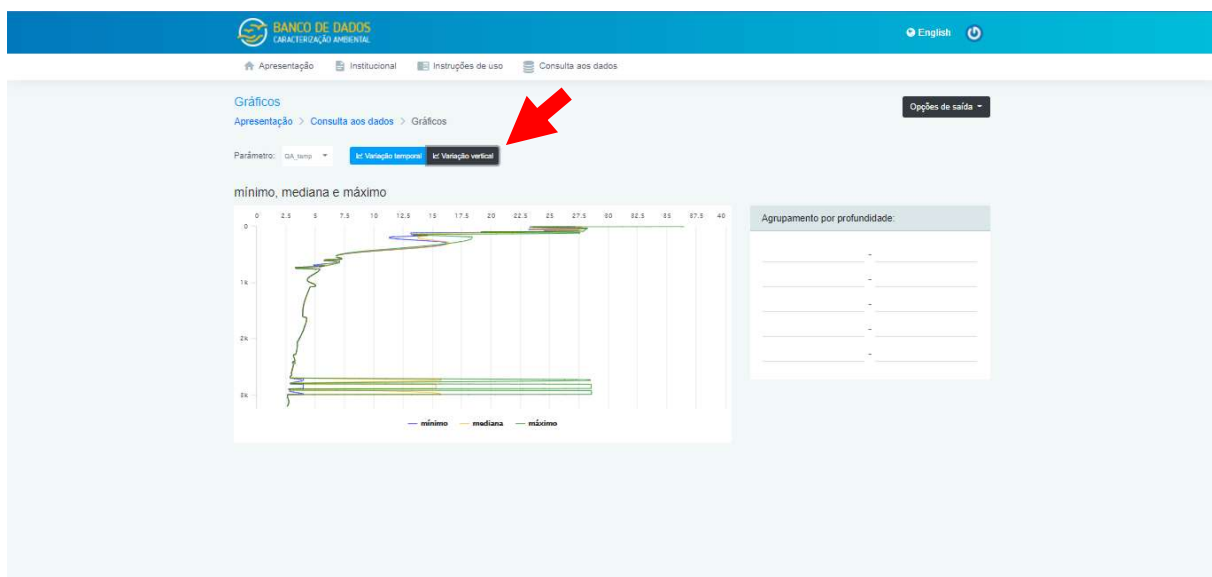 BANCO DE DADOS
CARACTERIZAÇÃO AMBIENTAL
English
Apresentação Institucional Instruções de uso Consulta aos dados
Gráficos
Opções de saída
Apresentação > Consulta aos dados > Gráficos
Parâmetro: QA_temp Variação temporal Variação vertical
mínimo, mediana e máximo
0 2.5 5 7.5 10 12.5 15 17.5 20 22.5 25 27.5 30 32.5 35 37.5 40
Agrupamento por profundidade:
0
-
-
1k
-
-
2k
-
3k
mínimo mediana máximo